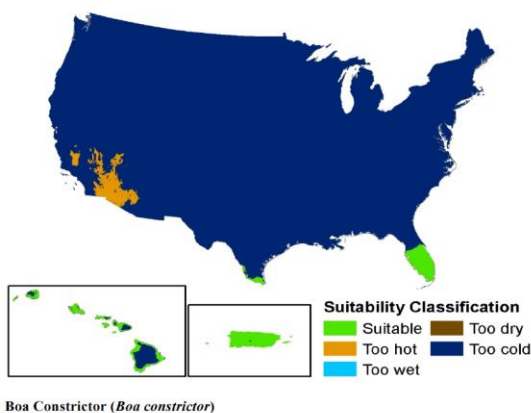 Suitability Classification
Suitable Too dry
Too hot Too cold
Too wet
Boa Constrictor (Boa constrictor)